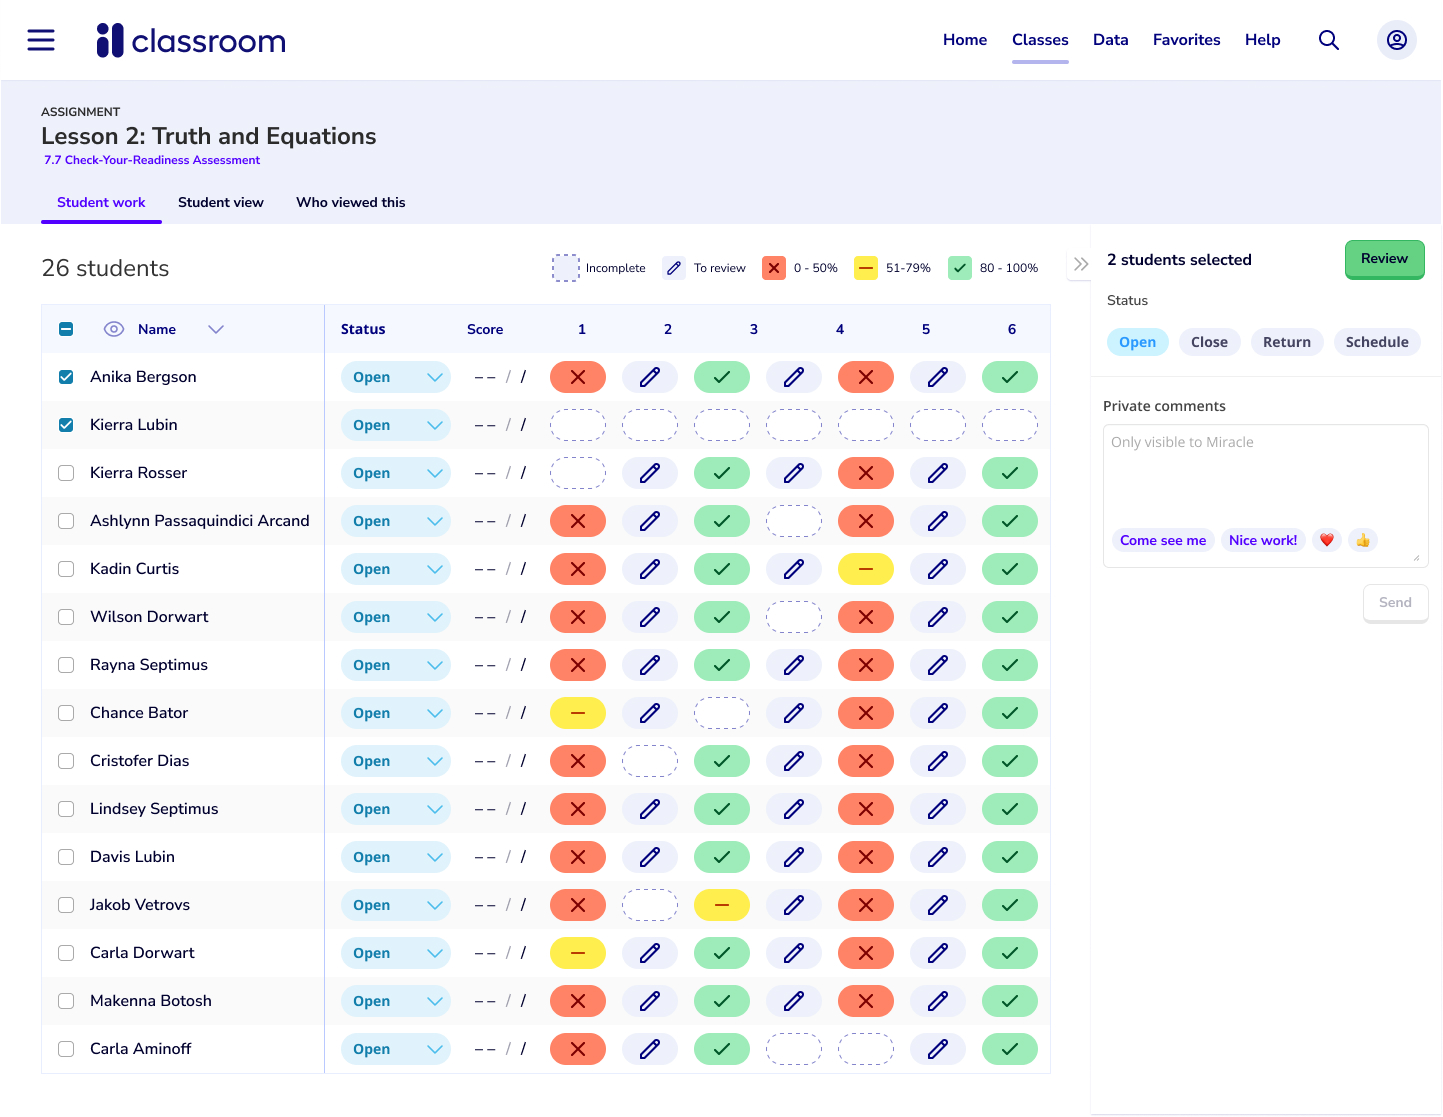 classroom
Home Classes Data Favorites Help
ASSIGNMENT
Lesson 2: Truth and Equations
7.7 Check-Your-Readiness Assessment
Student work Student view Who viewed this
26 students
Incomplete To review 0 - 50% 51-79% 80 - 100%
Name Status Score 1 2 3 4 5 6
Anika Bergson Open -- / /
Kierra Lubin Open -- / /
Kierra Rosser Open -- / /
Ashlynn Passaquindici Arcand Open -- / /
Kadin Curtis Open -- / /
Wilson Dorwart Open -- / /
Rayna Septimus Open -- / /
Chance Bator Open -- / /
Cristofer Dias Open -- / /
Lindsey Septimus Open -- / /
Davis Lubin Open -- / /
Jakob Vetrovs Open -- / /
Carla Dorwart Open -- / /
Makenna Botosh Open -- / /
Carla Aminoff Open -- / /
2 students selected Review
Status
Open Close Return Schedule
Private comments
Only visible to Miracle
Come see me Nice work! ❤️ 👍
Send